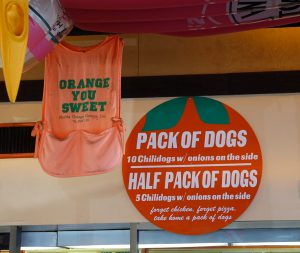 ORANGE
YOU
SWEET
PACK OF DOGS
10 Chilidogs w/ onions on the side
HALF PACK OF DOGS
5 Chilidogs w/ onions on the side
forget chicken, forget pizza,
take home a pack of dogs